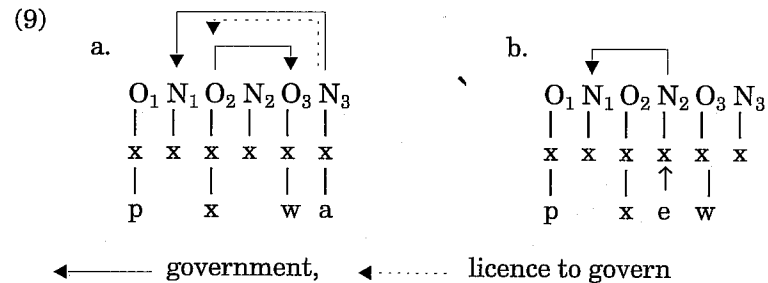 (9)
a. b.
O₁ N₁ O₂ N₂ O₃ N₃ O₁ N₁ O₂ N₂ O₃ N₃
x x x x x x x x x x x x
p x w a p x e w
government, licence to govern